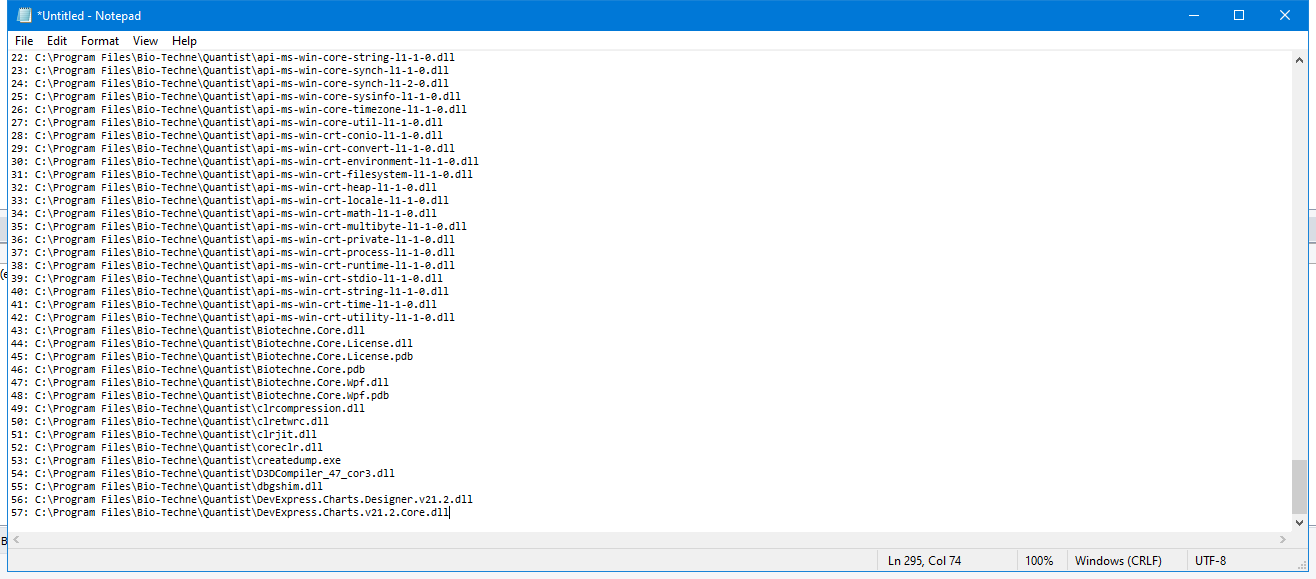 *Untitled - Notepad
File Edit Format View Help
22: C:\Program Files\Bio-Techne\Quantist\api-ms-win-core-string-l1-1-0.dll
23: C:\Program Files\Bio-Techne\Quantist\api-ms-win-core-synch-l1-1-0.dll
24: C:\Program Files\Bio-Techne\Quantist\api-ms-win-core-synch-l1-2-0.dll
25: C:\Program Files\Bio-Techne\Quantist\api-ms-win-core-sysinfo-l1-1-0.dll
26: C:\Program Files\Bio-Techne\Quantist\api-ms-win-core-timezone-l1-1-0.dll
27: C:\Program Files\Bio-Techne\Quantist\api-ms-win-core-util-l1-1-0.dll
28: C:\Program Files\Bio-Techne\Quantist\api-ms-win-crt-conio-l1-1-0.dll
29: C:\Program Files\Bio-Techne\Quantist\api-ms-win-crt-convert-l1-1-0.dll
30: C:\Program Files\Bio-Techne\Quantist\api-ms-win-crt-environment-l1-1-0.dll
31: C:\Program Files\Bio-Techne\Quantist\api-ms-win-crt-filesystem-l1-1-0.dll
32: C:\Program Files\Bio-Techne\Quantist\api-ms-win-crt-heap-l1-1-0.dll
33: C:\Program Files\Bio-Techne\Quantist\api-ms-win-crt-locale-l1-1-0.dll
34: C:\Program Files\Bio-Techne\Quantist\api-ms-win-crt-math-l1-1-0.dll
35: C:\Program Files\Bio-Techne\Quantist\api-ms-win-crt-multibyte-l1-1-0.dll
36: C:\Program Files\Bio-Techne\Quantist\api-ms-win-crt-private-l1-1-0.dll
37: C:\Program Files\Bio-Techne\Quantist\api-ms-win-crt-process-l1-1-0.dll
38: C:\Program Files\Bio-Techne\Quantist\api-ms-win-crt-runtime-l1-1-0.dll
39: C:\Program Files\Bio-Techne\Quantist\api-ms-win-crt-stdio-l1-1-0.dll
40: C:\Program Files\Bio-Techne\Quantist\api-ms-win-crt-string-l1-1-0.dll
41: C:\Program Files\Bio-Techne\Quantist\api-ms-win-crt-time-l1-1-0.dll
42: C:\Program Files\Bio-Techne\Quantist\api-ms-win-crt-utility-l1-1-0.dll
43: C:\Program Files\Bio-Techne\Quantist\Biotechne.Core.dll
44: C:\Program Files\Bio-Techne\Quantist\Biotechne.Core.License.dll
45: C:\Program Files\Bio-Techne\Quantist\Biotechne.Core.License.pdb
46: C:\Program Files\Bio-Techne\Quantist\Biotechne.Core.pdb
47: C:\Program Files\Bio-Techne\Quantist\Biotechne.Core.Wpf.dll
48: C:\Program Files\Bio-Techne\Quantist\Biotechne.Core.Wpf.pdb
49: C:\Program Files\Bio-Techne\Quantist\clrcompression.dll
50: C:\Program Files\Bio-Techne\Quantist\clretwrc.dll
51: C:\Program Files\Bio-Techne\Quantist\clrjit.dll
52: C:\Program Files\Bio-Techne\Quantist\coreclr.dll
53: C:\Program Files\Bio-Techne\Quantist\createdump.exe
54: C:\Program Files\Bio-Techne\Quantist\D3DCompiler_47_cor3.dll
55: C:\Program Files\Bio-Techne\Quantist\dbgshim.dll
56: C:\Program Files\Bio-Techne\Quantist\DevExpress.Charts.Designer.v21.2.dll
57: C:\Program Files\Bio-Techne\Quantist\DevExpress.Charts.v21.2.Core.dll
Ln 295, Col 74 100% Windows (CRLF) UTF-8